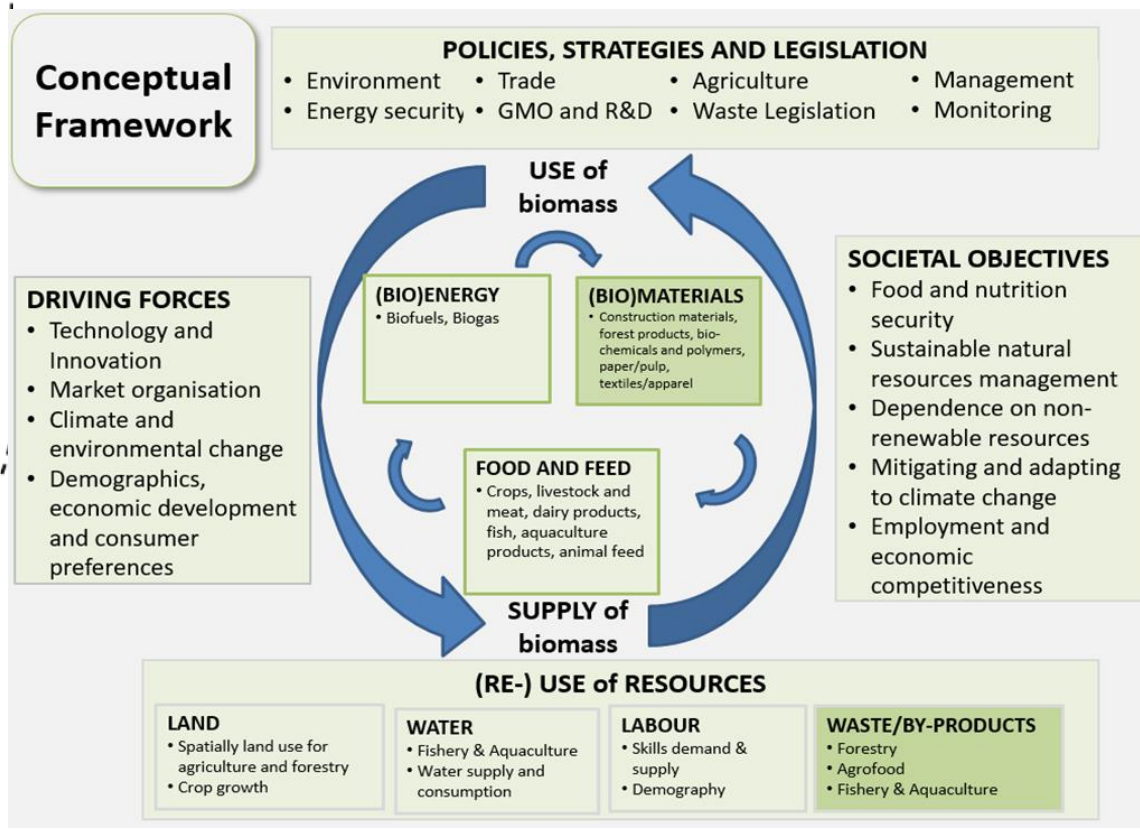 Conceptual
Framework
POLICIES, STRATEGIES AND LEGISLATION
• Environment
• Energy security
• Trade
• GMO and R&D
• Agriculture
• Waste Legislation
• Management
• Monitoring
USE of
biomass
DRIVING FORCES
• Technology and
Innovation
• Market organisation
• Climate and
environmental change
• Demographics,
economic development
and consumer
preferences
(BIO)ENERGY
• Biofuels, Biogas
(BIO)MATERIALS
• Construction materials,
forest products, bio-
chemicals and polymers,
paper/pulp,
textiles/apparel
FOOD AND FEED
• Crops, livestock and
meat, dairy products,
fish, aquaculture
products, animal feed
SOCIETAL OBJECTIVES
• Food and nutrition
security
• Sustainable natural
resources management
• Dependence on non-
renewable resources
• Mitigating and adapting
to climate change
• Employment and
economic
competitiveness
SUPPLY of
biomass
(RE-) USE of RESOURCES
LAND
• Spatially land use for
agriculture and forestry
• Crop growth
WATER
• Fishery & Aquaculture
• Water supply and
consumption
LABOUR
• Skills demand &
supply
• Demography
WASTE/BY-PRODUCTS
• Forestry
• Agrofood
• Fishery & Aquaculture